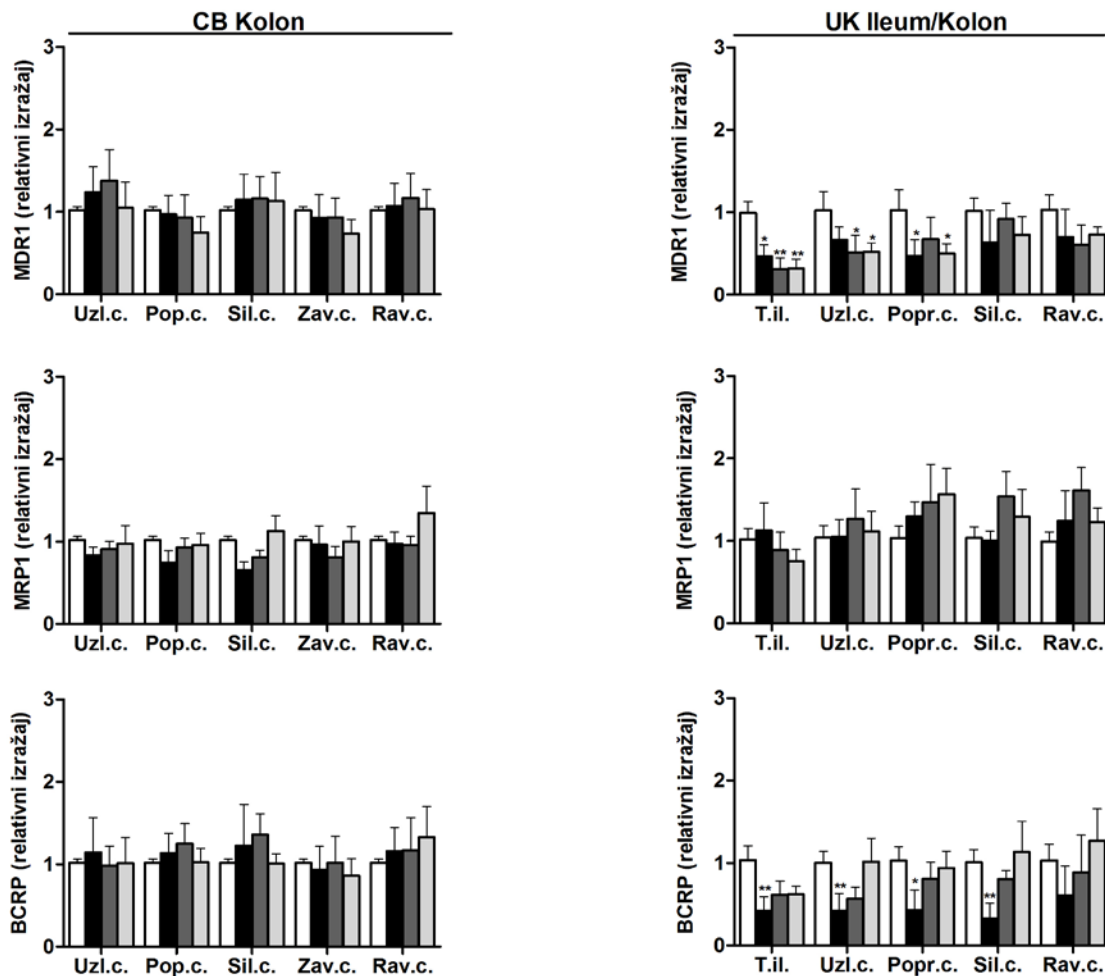 CB Kolon
MDR1 (relativni izražaj)
3
2
1
0
Uzl.c. Pop.c. Sil.c. Zav.c. Rav.c.
MRP1 (relativni izražaj)
3
2
1
0
Uzl.c. Pop.c. Sil.c. Zav.c. Rav.c.
BCRP (relativni izražaj)
3
2
1
0
Uzl.c. Pop.c. Sil.c. Zav.c. Rav.c.
UK Ileum/Kolon
MDR1 (relativni izražaj)
3
2
1
0
* ** ** * * * *
T.il. Uzl.c. Popr.c. Sil.c. Rav.c.
MRP1 (relativni izražaj)
3
2
1
0
T.il. Uzl.c. Popr.c. Sil.c. Rav.c.
BCRP (relativni izražaj)
3
2
1
0
** ** * **
T.il. Uzl.c. Popr.c. Sil.c. Rav.c.